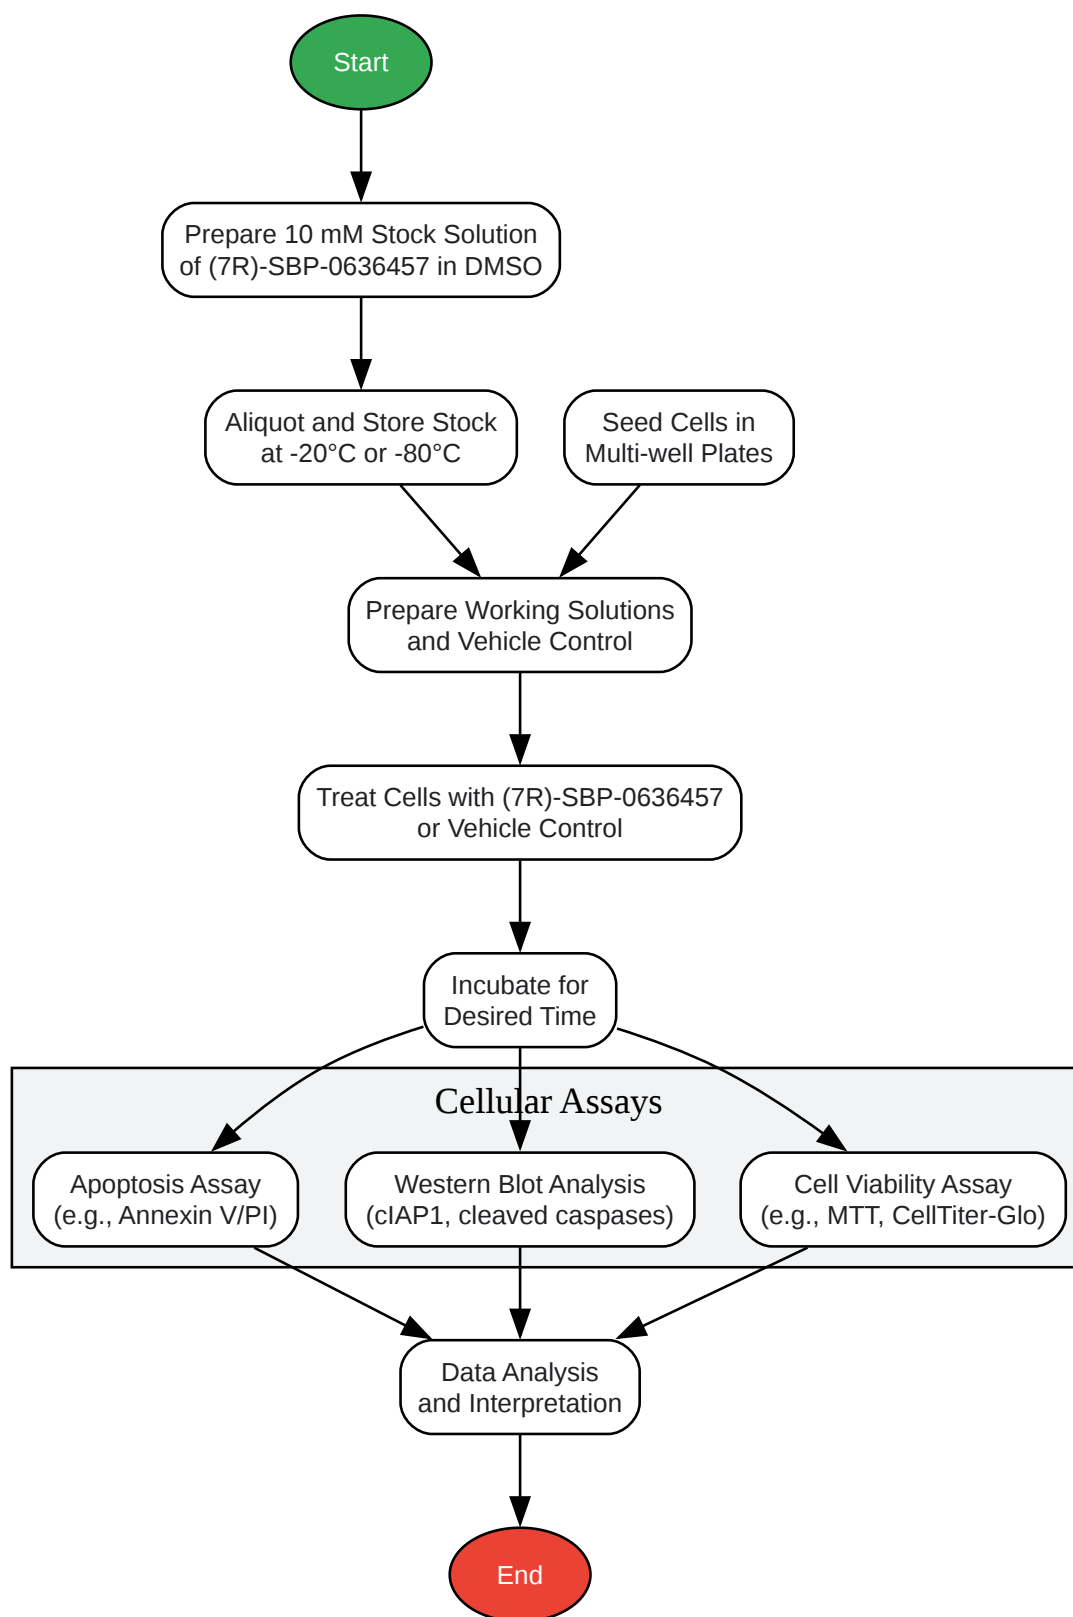 Start
Prepare 10 mM Stock Solution
of (7R)-SBP-0636457 in DMSO
Aliquot and Store Stock
at -20°C or -80°C
Seed Cells in
Multi-well Plates
Prepare Working Solutions
and Vehicle Control
Treat Cells with (7R)-SBP-0636457
or Vehicle Control
Incubate for
Desired Time
Cellular Assays
Apoptosis Assay
(e.g., Annexin V/PI)
Western Blot Analysis
(cIAP1, cleaved caspases)
Cell Viability Assay
(e.g., MTT, CellTiter-Glo)
Data Analysis
and Interpretation
End